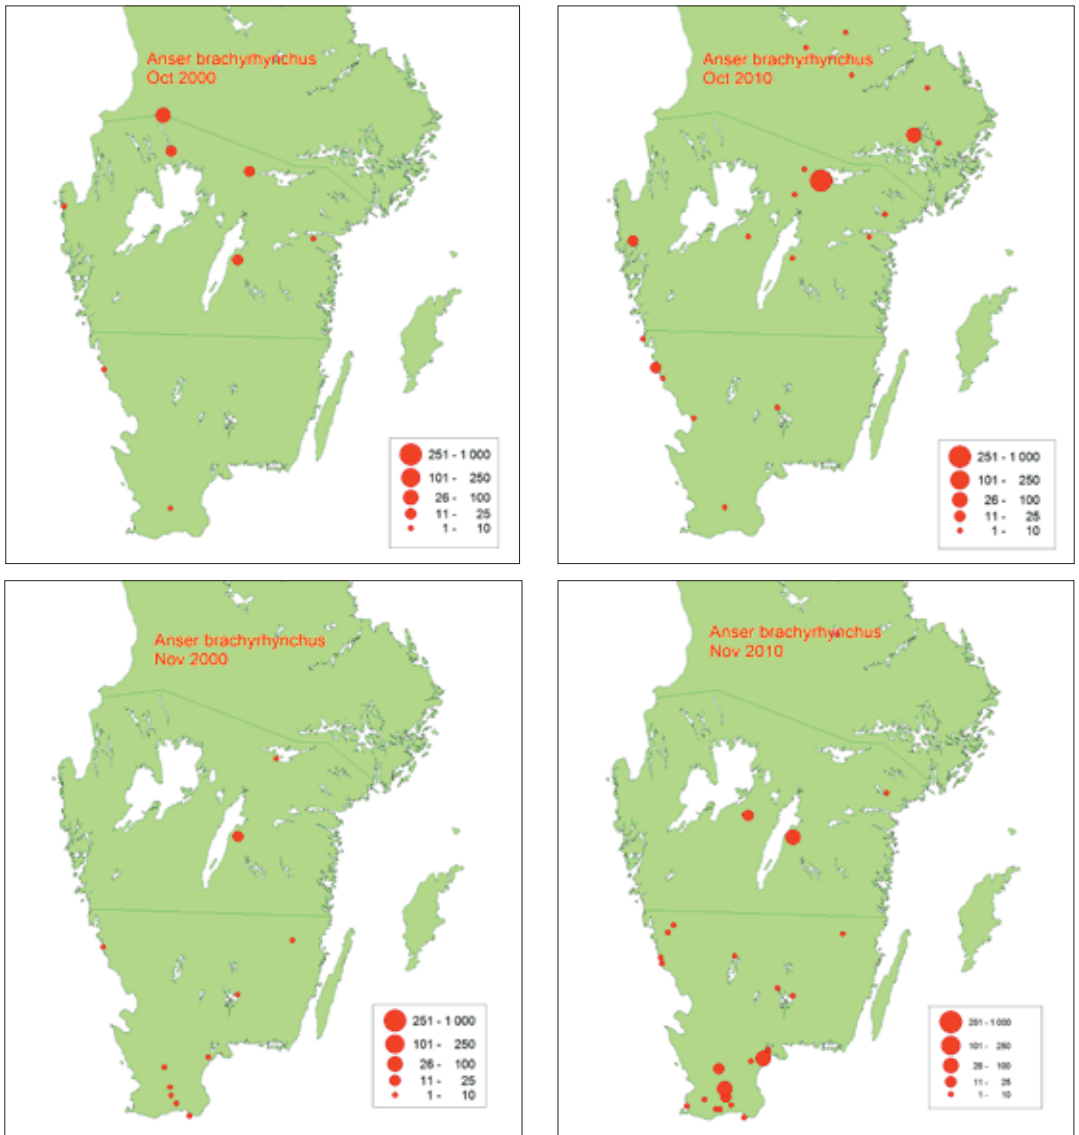 Anser brachyrhynchus
Oct 2000
251 - 1 000
101 - 250
26 - 100
11 - 25
1 - 10
Anser brachyrhynchus
Oct 2010
251 - 1 000
101 - 250
26 - 100
11 - 25
1 - 10
Anser brachyrhynchus
Nov 2000
251 - 1 000
101 - 250
26 - 100
11 - 25
1 - 10
Anser brachyrhynchus
Nov 2010
251 - 1 000
101 - 250
26 - 100
11 - 25
1 - 10